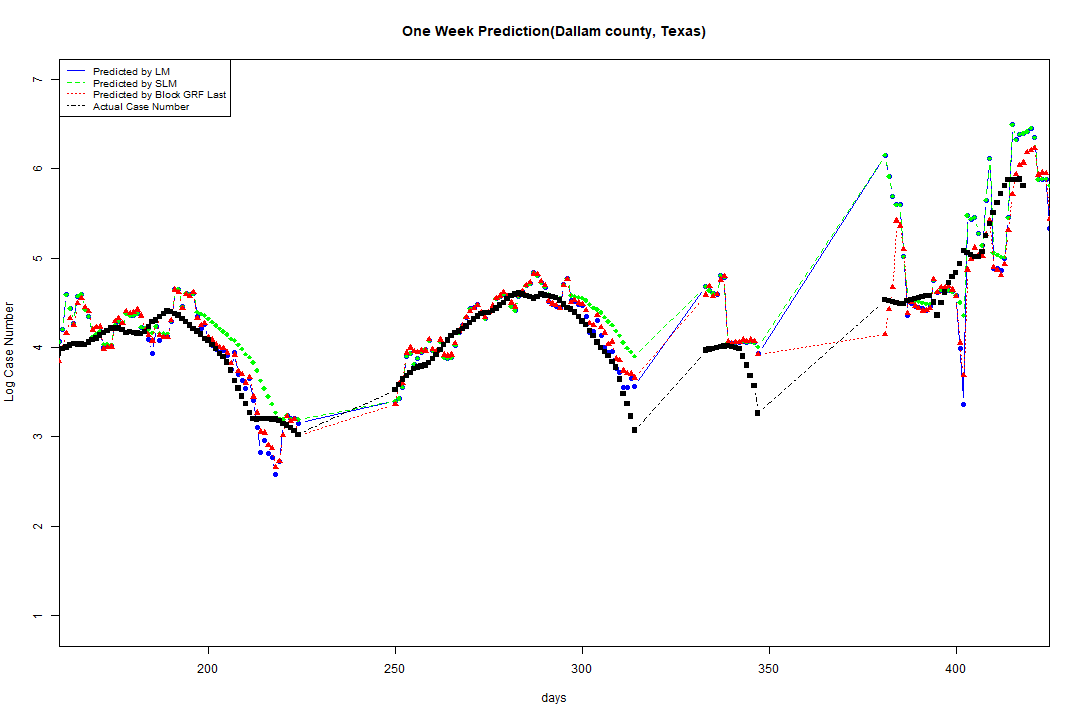 One Week Prediction(Dallam county, Texas)
Predicted by LM
Predicted by SLM
Predicted by Block GRF Last
Actual Case Number
7
6
5
4
3
2
1
Log Case Number
200 250 300 350 400
days